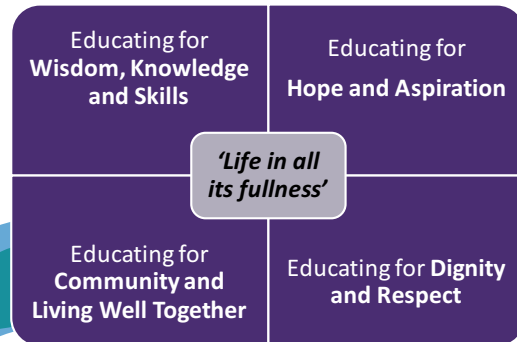 Educating for
Wisdom, Knowledge
and Skills
Educating for
Hope and Aspiration
'Life in all
its fullness'
Educating for
Community and
Living Well Together
Educating for Dignity
and Respect